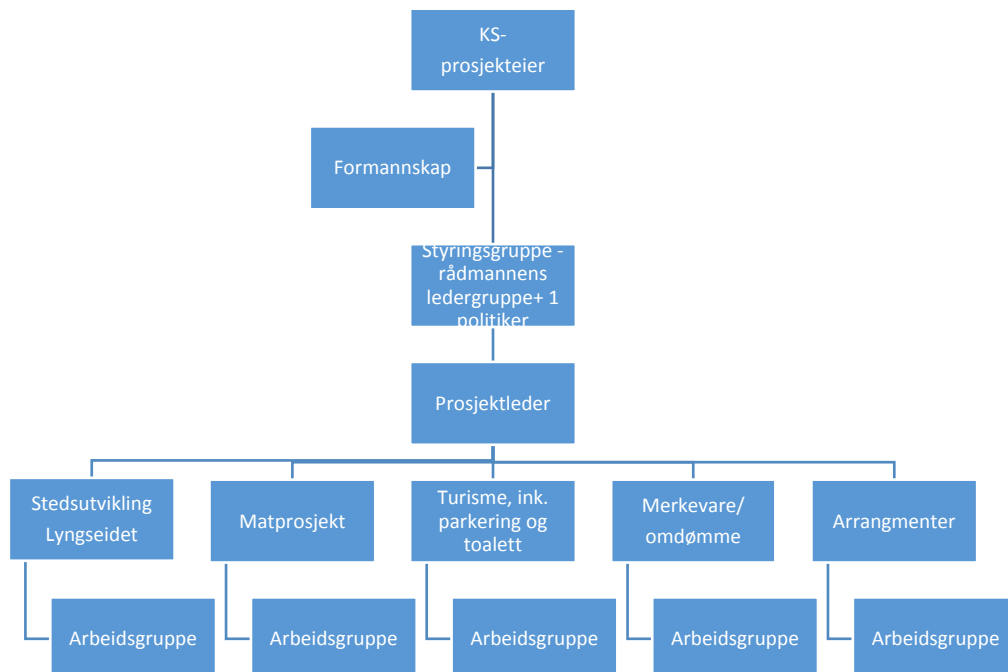 KS-
prosjekteier
Formannskap
Styringsgruppe -
rådmannens
ledergruppe+ 1
politiker
Prosjektleder
Stedsutvikling
Lyngseidet
Matprosjekt
Turisme, ink.
parkering og
toalett
Merkevare/
omdømme
Arrangmenter
Arbeidsgruppe
Arbeidsgruppe
Arbeidsgruppe
Arbeidsgruppe
Arbeidsgruppe